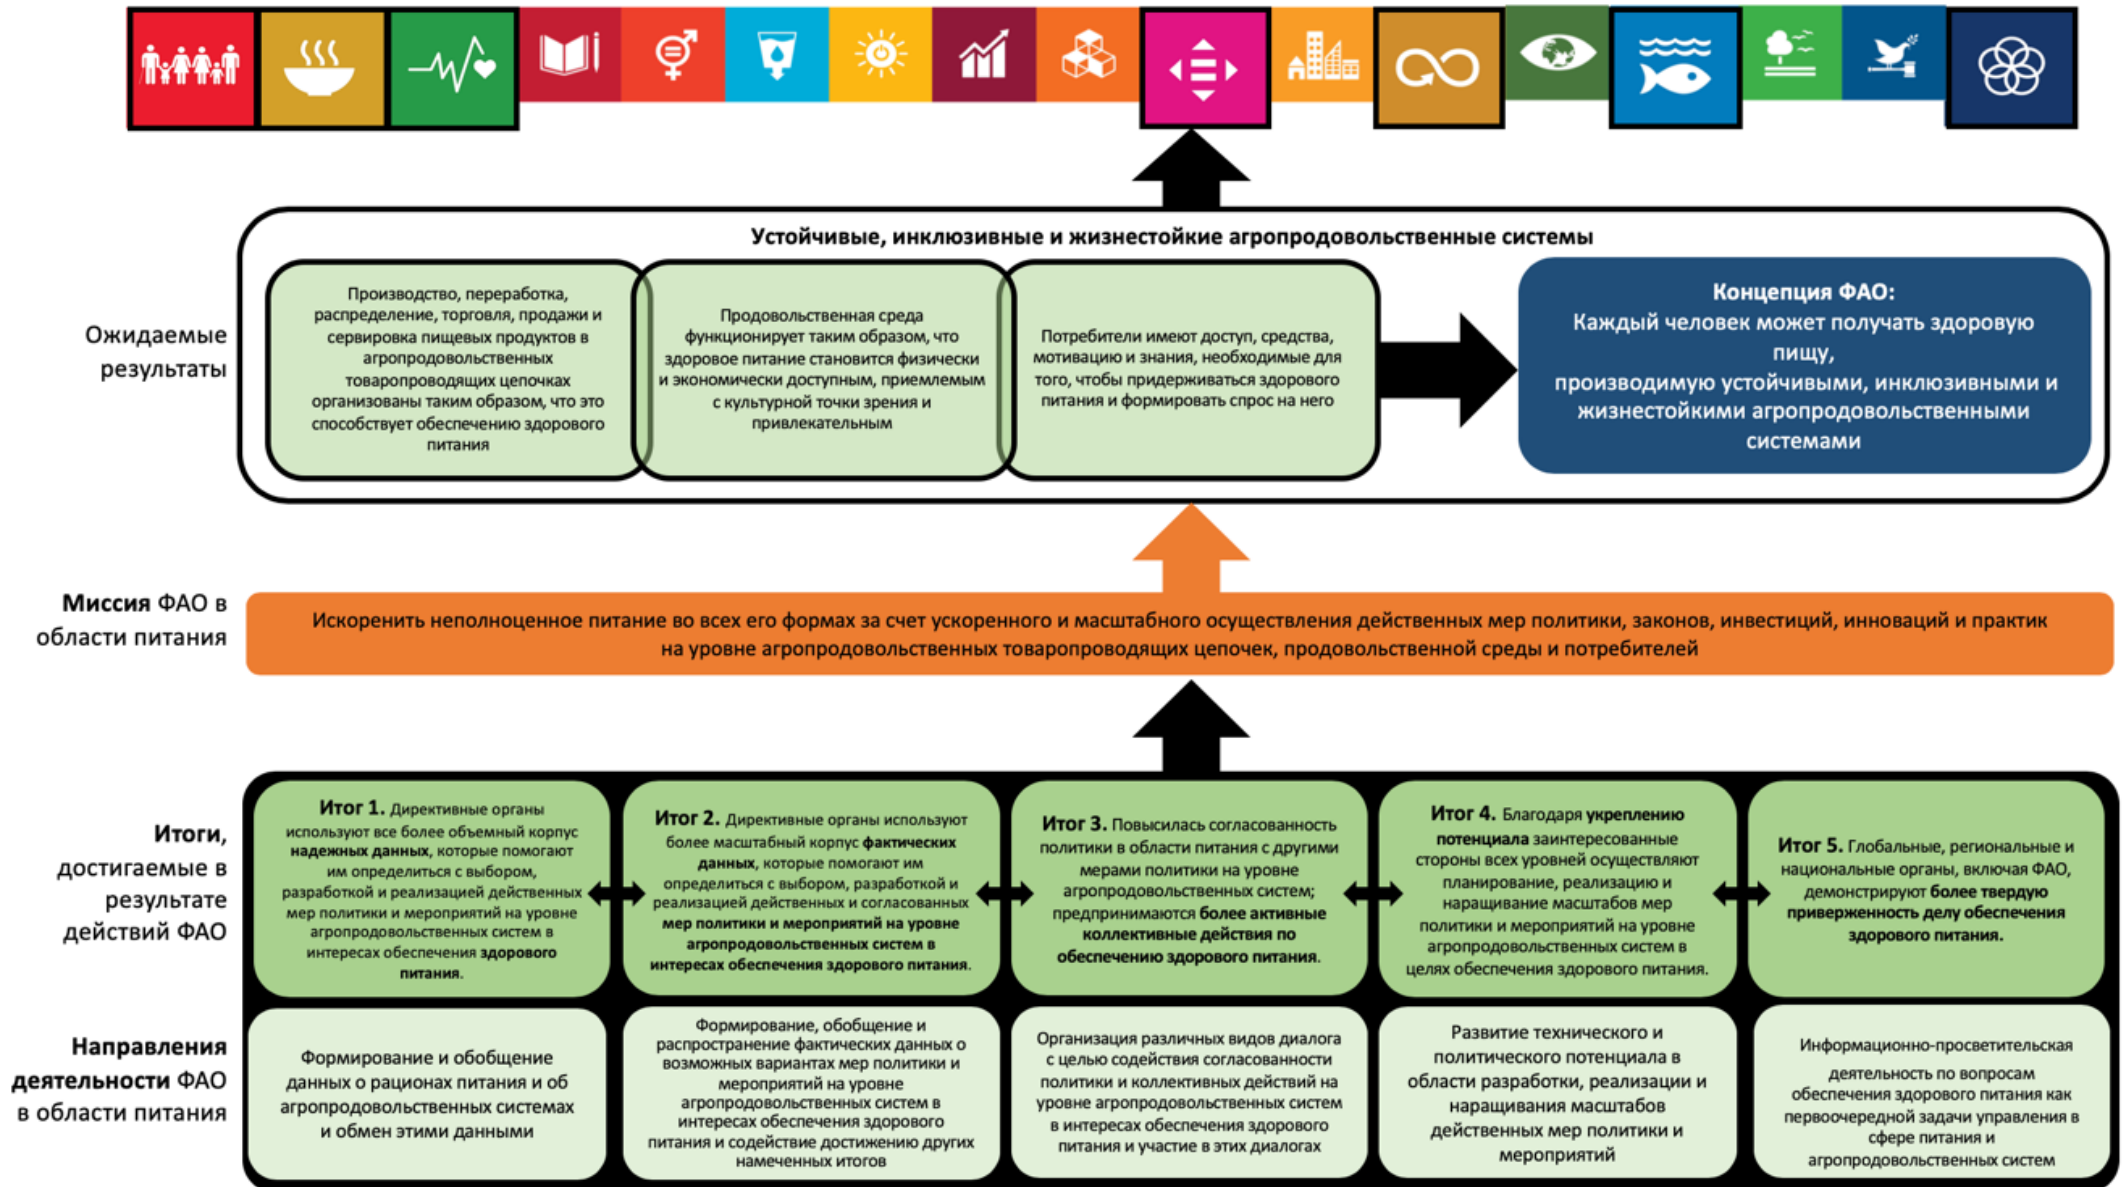 Устойчивые, инклюзивные и жизнестойкие агропродовольственные системы
Ожидаемые
результаты
Производство, переработка,
распределение, торговля, продажи и
сервировка пищевых продуктов в
агропродовольственных
товаропроводящих цепочках
организованы таким образом, что это
способствует обеспечению здорового
питания
Продовольственная среда
функционирует таким образом, что
здоровое питание становится физически
и экономически доступным, приемлемым
с культурной точки зрения и
привлекательным
Потребители имеют доступ, средства,
мотивацию и знания, необходимые для
того, чтобы придерживаться здорового
питания и формировать спрос на него
Концепция ФАО:
Каждый человек может получать здоровую
пищу,
производимую устойчивыми, инклюзивными и
жизнестойкими агропродовольственными
системами
Миссия ФАО в
области питания
Искоренить неполноценное питание во всех его формах за счет ускоренного и масштабного осуществления действенных мер политики, законов, инвестиций, инноваций и практик
на уровне агропродовольственных товаропроводящих цепочек, продовольственной среды и потребителей
Итоги,
достигаемые в
результате
действий ФАО
Итог 1. Директивные органы
используют все более объемный корпус
надежных данных, которые помогают
им определиться с выбором,
разработкой и реализацией действенных
мер политики и мероприятий на уровне
агропродовольственных систем в
интересах обеспечения здорового
питания.
Итог 2. Директивные органы используют
более масштабный корпус фактических
данных, которые помогают им
определиться с выбором, разработкой и
реализацией действенных и согласованных
мер политики и мероприятий на уровне
агропродовольственных систем в
интересах обеспечения здорового питания.
Итог 3. Повысилась согласованность
политики в области питания с другими
мерами политики на уровне
агропродовольственных систем;
предпринимаются более активные
коллективные действия по
обеспечению здорового питания.
Итог 4. Благодаря укреплению
потенциала заинтересованные
стороны всех уровней осуществляют
планирование, реализацию и
наращивание масштабов мер
политики и мероприятий на уровне
агропродовольственных систем в
целях обеспечения здорового питания.
Итог 5. Глобальные, региональные и
национальные органы, включая ФАО,
демонстрируют более твердую
приверженность делу обеспечения
здорового питания.
Направления
деятельности ФАО
в области питания
Формирование и обобщение
данных о рационах питания и об
агропродовольственных системах
и обмен этими данными
Формирование, обобщение и
распространение фактических данных о
возможных вариантах мер политики и
мероприятий на уровне
агропродовольственных систем в
интересах обеспечения здорового
питания и содействие достижению других
намеченных итогов
Организация различных видов диалога
с целью содействия согласованности
политики и коллективных действий на
уровне агропродовольственных систем
в интересах обеспечения здорового
питания и участие в этих диалогах
Развитие технического и
политического потенциала в
области разработки, реализации и
наращивания масштабов
действенных мер политики и
мероприятий
Информационно-просветительская
деятельность по вопросам
обеспечения здорового питания как
первоочередной задачи управления в
сфере питания и
агропродовольственных систем